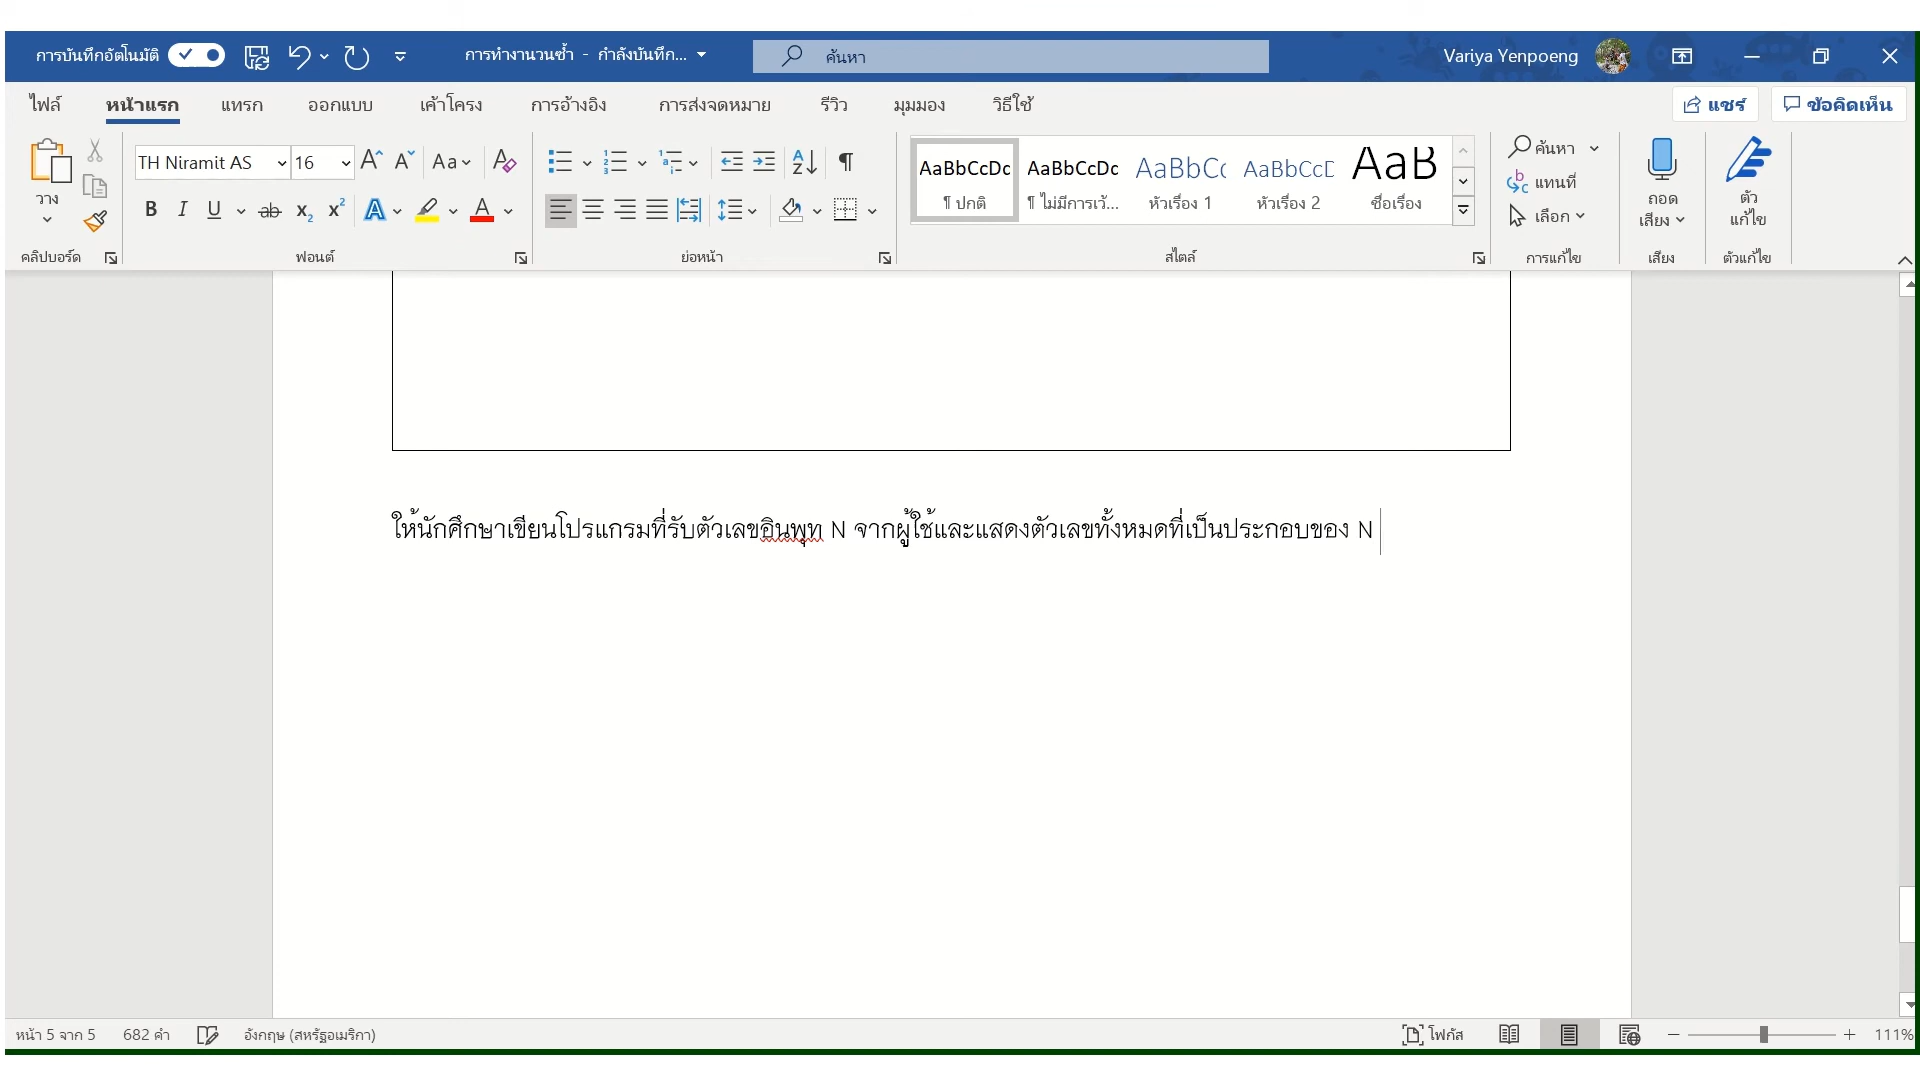 การบันทึกอัตโนมัติ การทำงานวนซ้ำ - กำลังบันทึก... ค้นหา Variya Yenpoeng
ไฟล์ หน้าแรก แทรก ออกแบบ เค้าโครง การอ้างอิง การส่งจดหมาย รีวิว มุมมอง วิธีใช้ แชร์ ข้อคิดเห็น
วาง TH Niramit AS 16 Aa AaBbCcDc AaBbCcDc AaBbCc AaBbCcD AaB ค้นหา
B I U ab x₂ x² A A ¶ ปกติ ¶ ไม่มีการเว้... หัวเรื่อง 1 หัวเรื่อง 2 ชื่อเรื่อง แทนที่
เลือก ถอดเสียง ตัวแก้ไข
คลิปบอร์ด ฟอนต์ ย่อหน้า สไตล์ การแก้ไข เสียง ตัวแก้ไข
ให้นักศึกษาเขียนโปรแกรมที่รับตัวเลขอินพุท N จากผู้ใช้และแสดงตัวเลขทั้งหมดที่เป็นประกอบของ N
หน้า 5 จาก 5 682 คำ อังกฤษ (สหรัฐอเมริกา) โฟกัส 111%